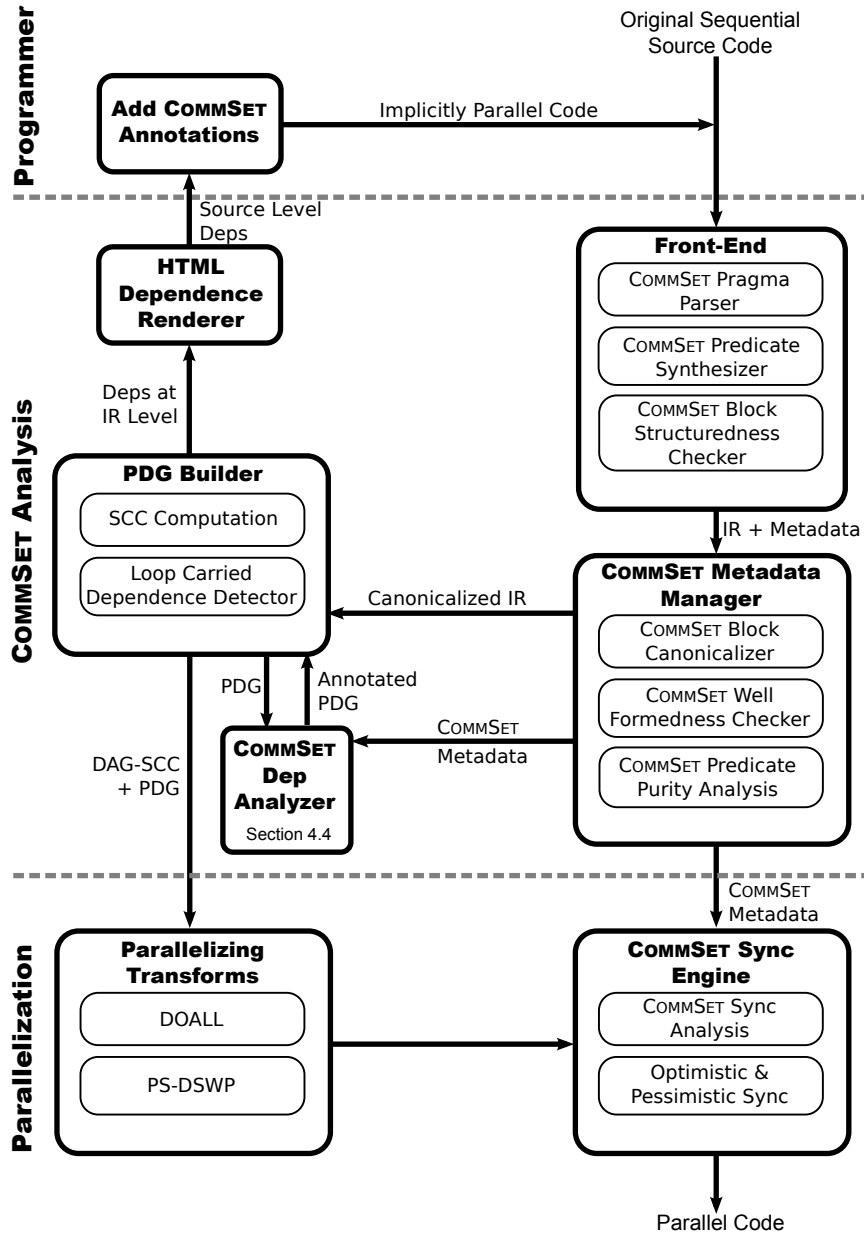 Original Sequential
Source Code
Programmer
Add COMMSET
Annotations
Implicitly Parallel Code
Source Level
Deps
COMMSET Analysis
HTML
Dependence
Renderer
Front-End
COMMSET Pragma
Parser
COMMSET Predicate
Synthesizer
COMMSET Block
Structuredness
Checker
Deps at
IR Level
PDG Builder
SCC Computation
Loop Carried
Dependence Detector
IR + Metadata
COMMSET Metadata
Manager
COMMSET Block
Canonicalizer
COMMSET Well
Formedness Checker
COMMSET Predicate
Purity Analysis
Canonicalized IR
PDG
Annotated
PDG
COMMSET
Metadata
COMMSET
Dep
Analyzer
Section 4.4
DAG-SCC
+ PDG
COMMSET
Metadata
Parallelization
Parallelizing
Transforms
DOALL
PS-DSWP
COMMSET Sync
Engine
COMMSET Sync
Analysis
Optimistic &
Pessimistic Sync
Parallel Code